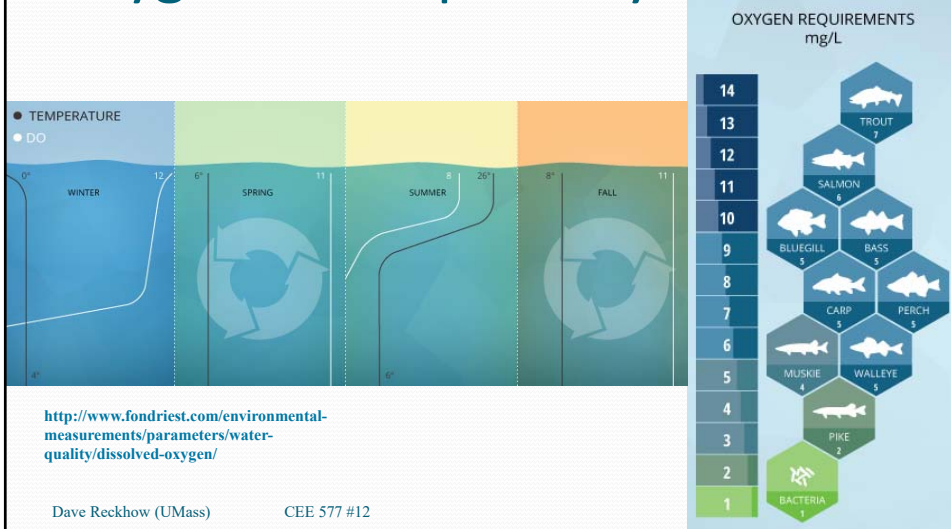 OXYGEN REQUIREMENTS
mg/L
TEMPERATURE
DO
0°
12
WINTER
4°
6°
11
SPRING
8
26°
SUMMER
6°
8°
11
FALL
14
13
12
11
10
9
8
7
6
5
4
3
2
1
TROUT
7
SALMON
6
BLUEGILL
5
BASS
5
CARP
5
PERCH
5
MUSKIE
4
WALLEYE
5
PIKE
2
BACTERIA
1
http://www.fondriest.com/environmental-
measurements/parameters/water-
quality/dissolved-oxygen/
Dave Reckhow (UMass) CEE 577 #12